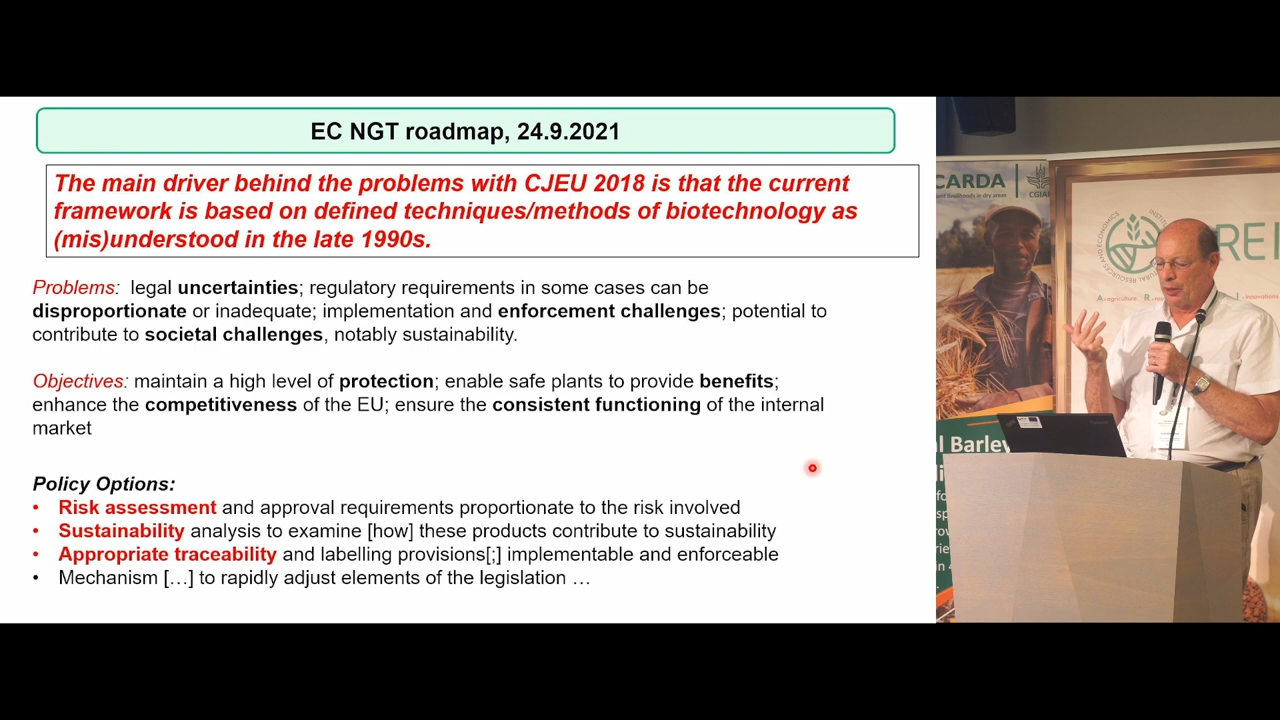 EC NGT roadmap, 24.9.2021
The main driver behind the problems with CJEU 2018 is that the current
framework is based on defined techniques/methods of biotechnology as
(mis)understood in the late 1990s.
Problems: legal uncertainties; regulatory requirements in some cases can be
disproportionate or inadequate; implementation and enforcement challenges; potential to
contribute to societal challenges, notably sustainability.
Objectives: maintain a high level of protection; enable safe plants to provide benefits;
enhance the competitiveness of the EU; ensure the consistent functioning of the internal
market
Policy Options:
• Risk assessment and approval requirements proportionate to the risk involved
• Sustainability analysis to examine [how] these products contribute to sustainability
• Appropriate traceability and labelling provisions[;] implementable and enforceable
• Mechanism […] to rapidly adjust elements of the legislation …
CARDA
CGIAR
REI
l Barley